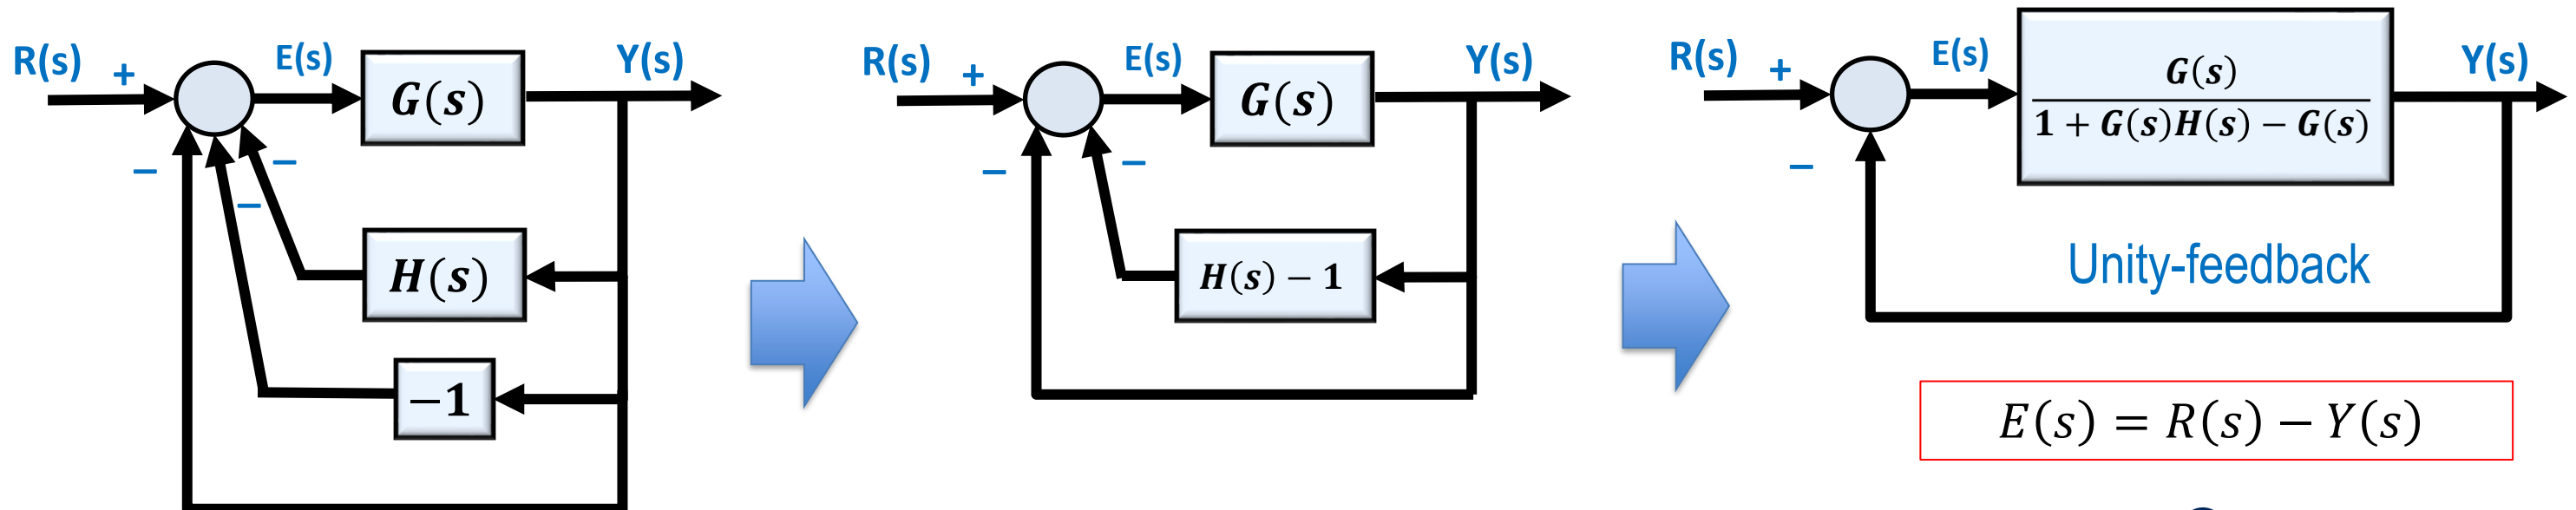 R(s) + E(s) G(s) Y(s)
−
−
−
H(s)
−1
R(s) + E(s) G(s) Y(s)
−
−
H(s) − 1
R(s) + E(s) G(s) Y(s)
1 + G(s)H(s) − G(s)
−
Unity-feedback
E(s) = R(s) − Y(s)